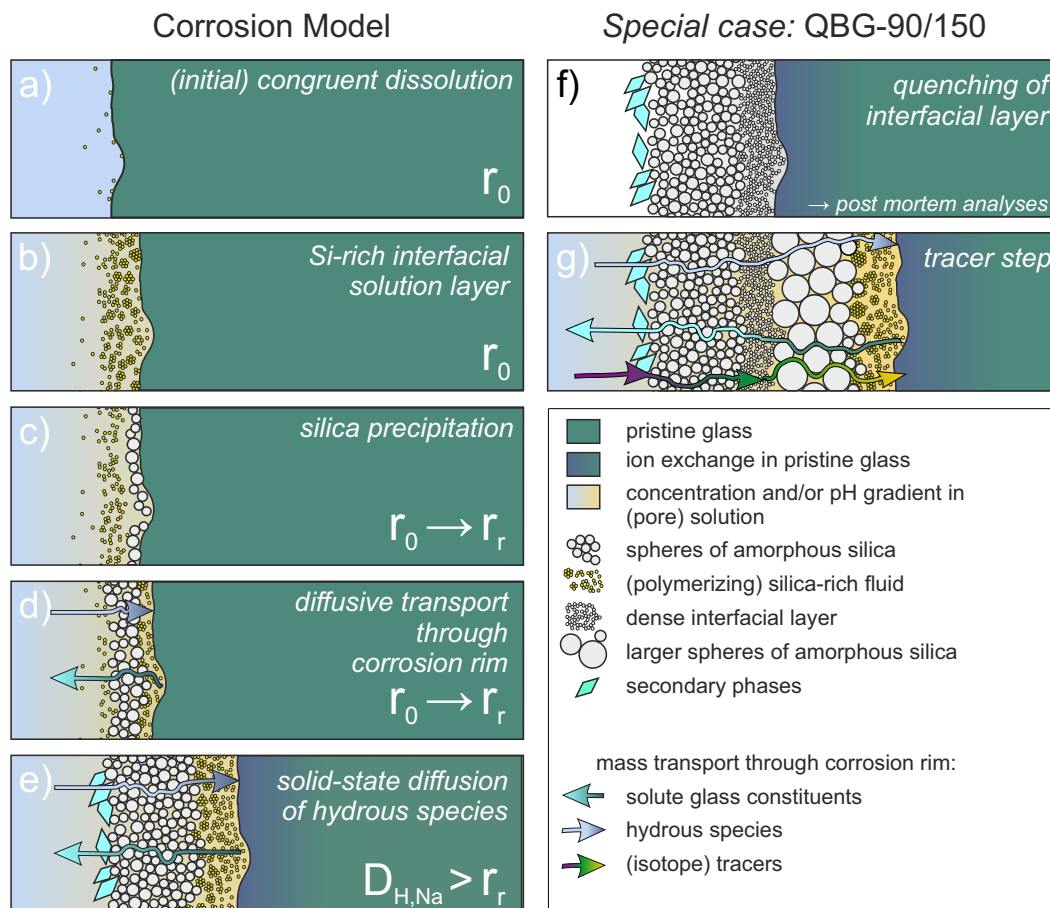 Corrosion Model
a)
(initial) congruent dissolution
r0
b)
Si-rich interfacial
solution layer
r0
c)
silica precipitation
r0 → rr
d)
diffusive transport
through
corrosion rim
r0 → rr
e)
solid-state diffusion
of hydrous species
DH,Na > rr
Special case: QBG-90/150
f)
quenching of
interfacial layer
→ post mortem analyses
g)
tracer step
pristine glass
ion exchange in pristine glass
concentration and/or pH gradient in
(pore) solution
spheres of amorphous silica
(polymerizing) silica-rich fluid
dense interfacial layer
larger spheres of amorphous silica
secondary phases
mass transport through corrosion rim:
solute glass constituents
hydrous species
(isotope) tracers